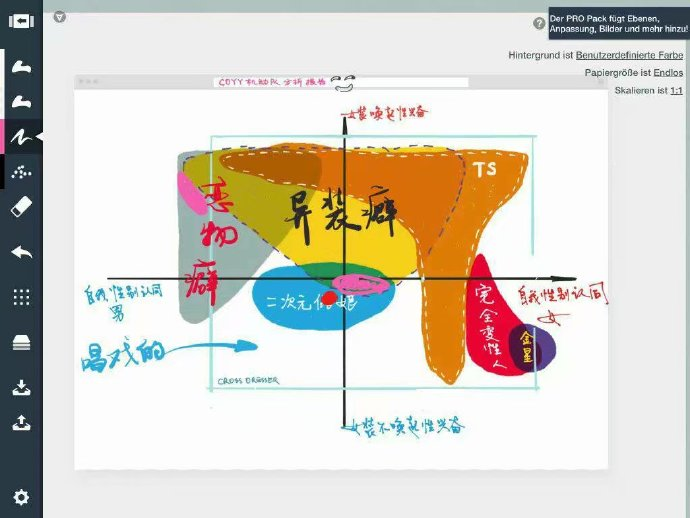 Der PRO Pack fügt Ebenen,
Anpassung, Bilder und mehr hinzu!
Hintergrund ist Benutzerdefinierte Farbe
Papiergröße ist Endlos
Skalieren ist 1:1
女装唤起性兴奋
TS
恋物癖
异装癖
自我性别认同
男
二次元伪娘
完全变性人
自我性别认同
女
金星
唱戏的
CROSS DRESSER
女装不唤起性兴奋